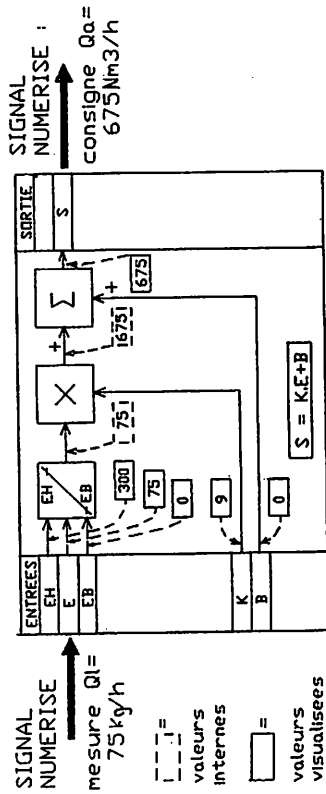 SIGNAL
NUMERISE
mesure Ql=
75kg/h
ENTREES
EH
E
EB
K
B
EH
EB
300
75
0
9
0
75
X
+
675
Σ
+
675
S = K.E+B
SORTIE
S
SIGNAL
NUMERISE :
consigne Qa=
675Nm3/h
=
valeurs
internes
=
valeurs
visualisees